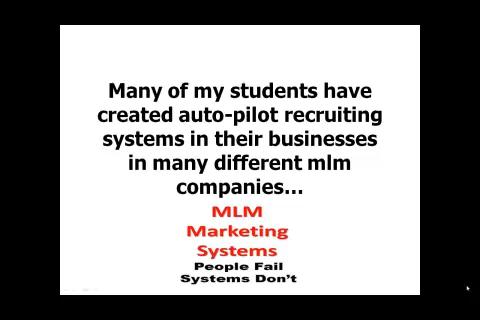 Many of my students have
created auto-pilot recruiting
systems in their businesses
in many different mlm
companies...
MLM
Marketing
Systems
People Fail
Systems Don't